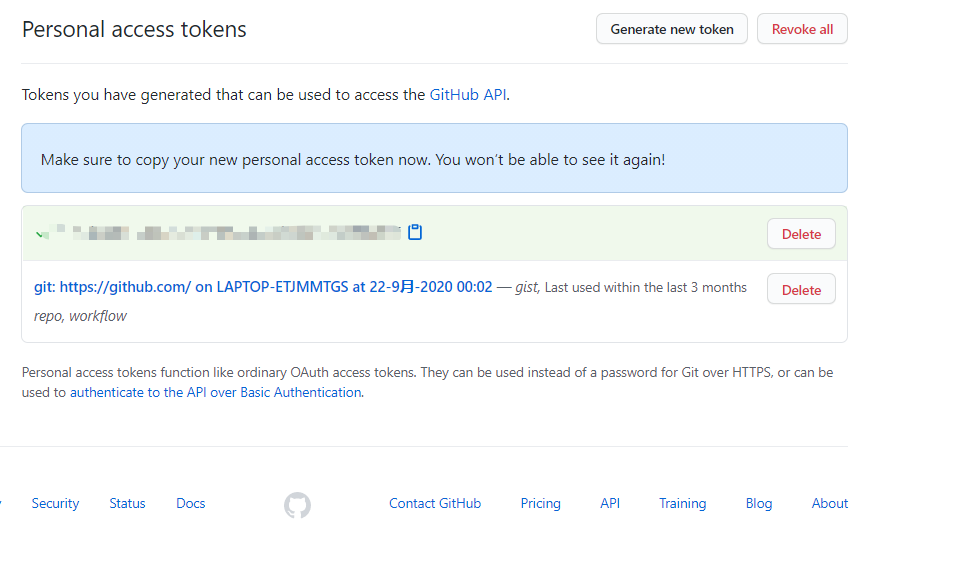 Personal access tokens
Generate new token
Revoke all
Tokens you have generated that can be used to access the GitHub API.
Make sure to copy your new personal access token now. You won’t be able to see it again!
Delete
git: https://github.com/ on LAPTOP-ETJMMTGS at 22-9月-2020 00:02 — gist, Last used within the last 3 months
Delete
repo, workflow
Personal access tokens function like ordinary OAuth access tokens. They can be used instead of a password for Git over HTTPS, or can be
used to authenticate to the API over Basic Authentication.
Security
Status
Docs
Contact GitHub
Pricing
API
Training
Blog
About